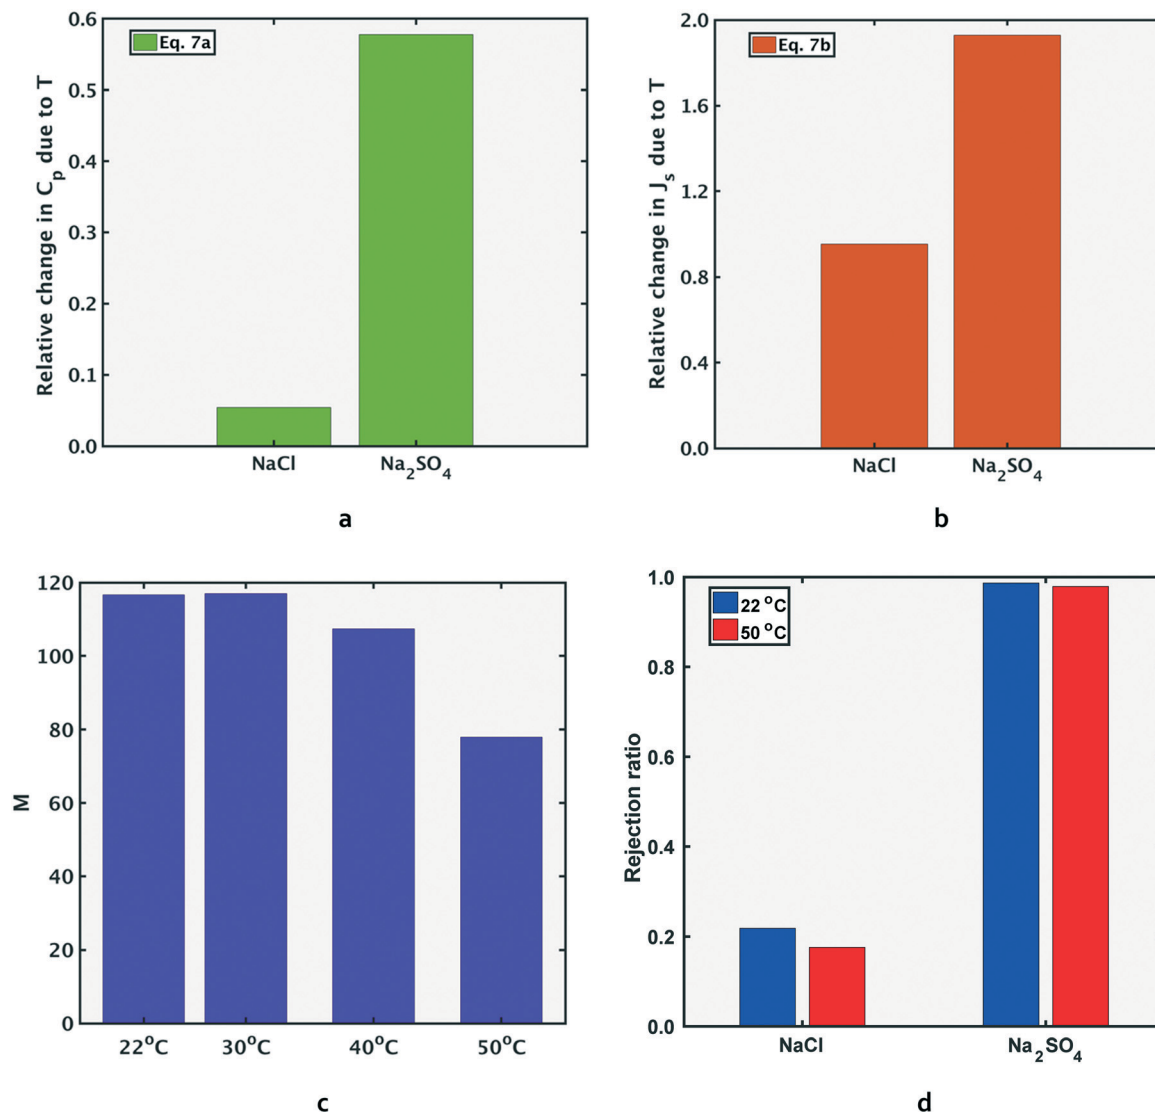 Relative change in Cp due to T
0.6
0.5
0.4
0.3
0.2
0.1
0.0
Eq. 7a
NaCl
Na2SO4
a
Relative change in Js due to T
2.0
1.6
1.2
0.8
0.4
0.0
Eq. 7b
NaCl
Na2SO4
b
M
120
100
80
60
40
20
0
22°C
30°C
40°C
50°C
c
Rejection ratio
1.0
0.8
0.6
0.4
0.2
0.0
22 °C
50 °C
NaCl
Na2SO4
d